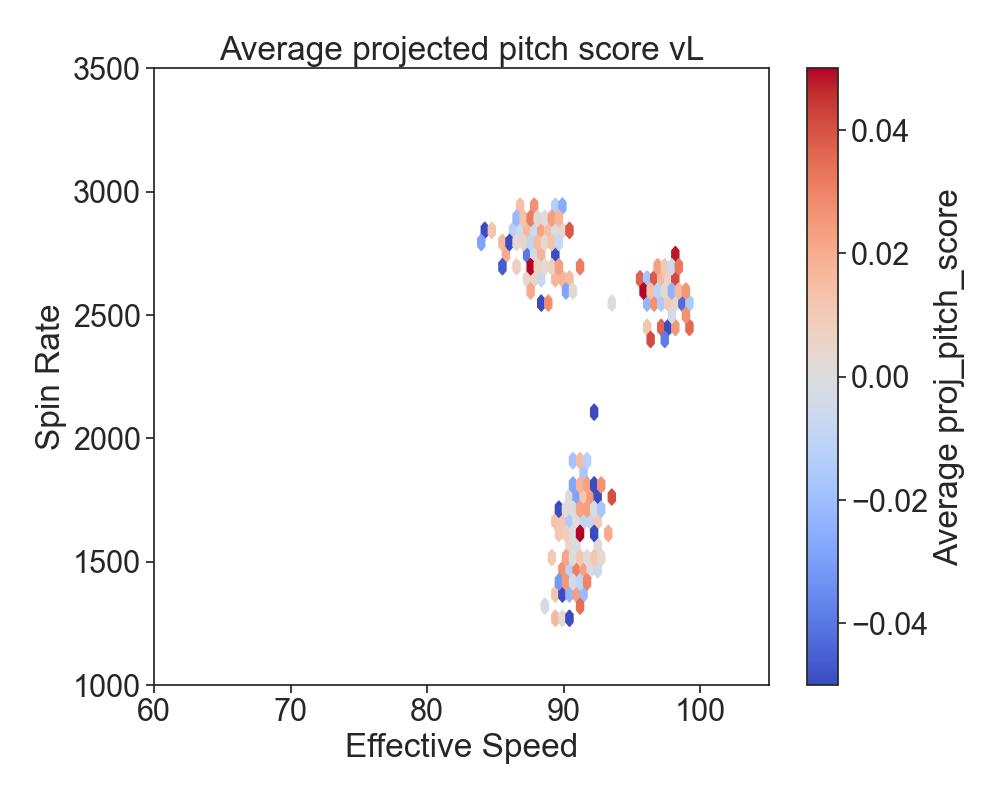 Average projected pitch score vL
3500
3000
2500
2000
1500
1000
Spin Rate
60 70 80 90 100
Effective Speed
0.04
0.02
0.00
−0.02
−0.04
Average proj_pitch_score